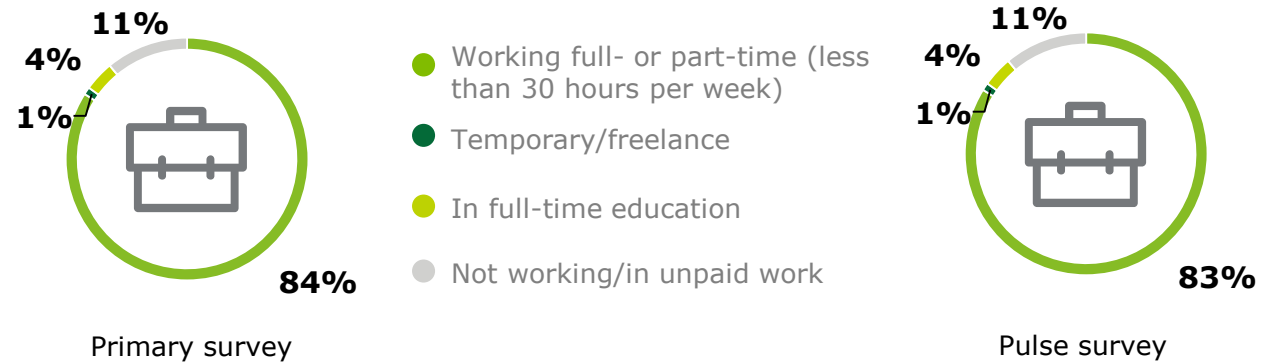 11%
4%
1%
84%
Primary survey
Working full- or part-time (less
than 30 hours per week)
Temporary/freelance
In full-time education
Not working/in unpaid work
11%
4%
1%
83%
Pulse survey